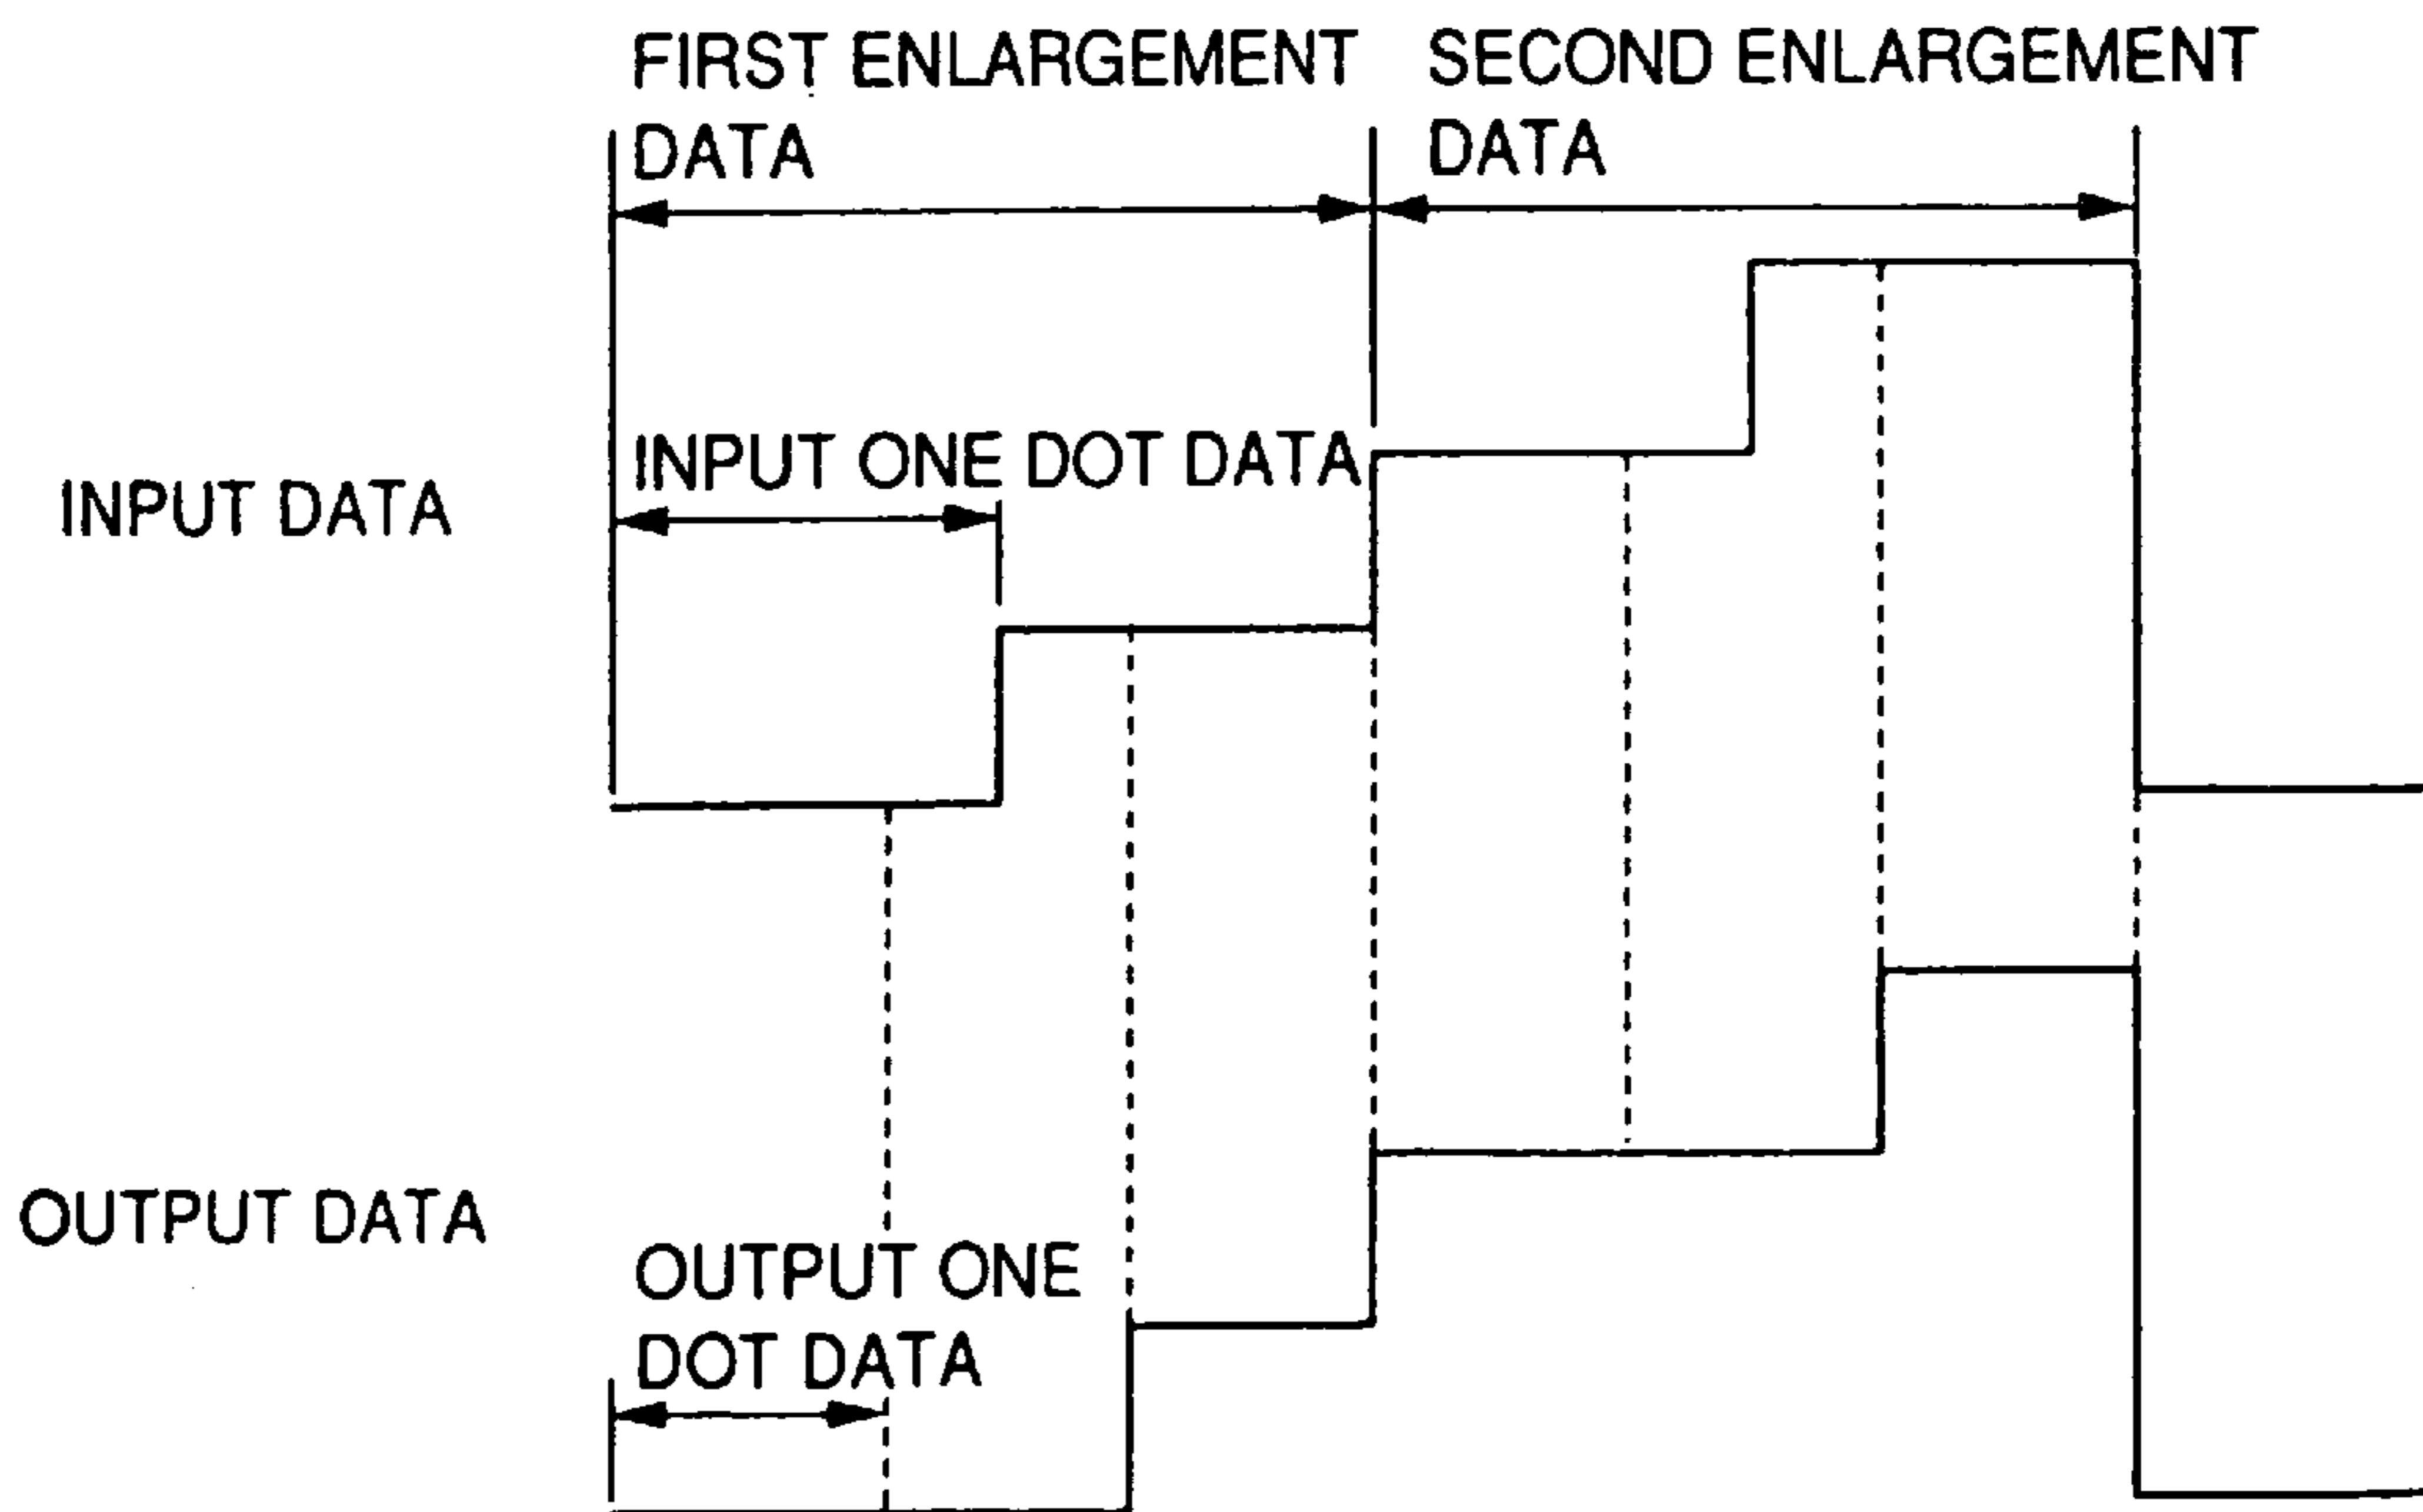 FIRST ENLARGEMENT
DATA
SECOND ENLARGEMENT
DATA
INPUT DATA
INPUT ONE DOT DATA
OUTPUT DATA
OUTPUT ONE
DOT DATA